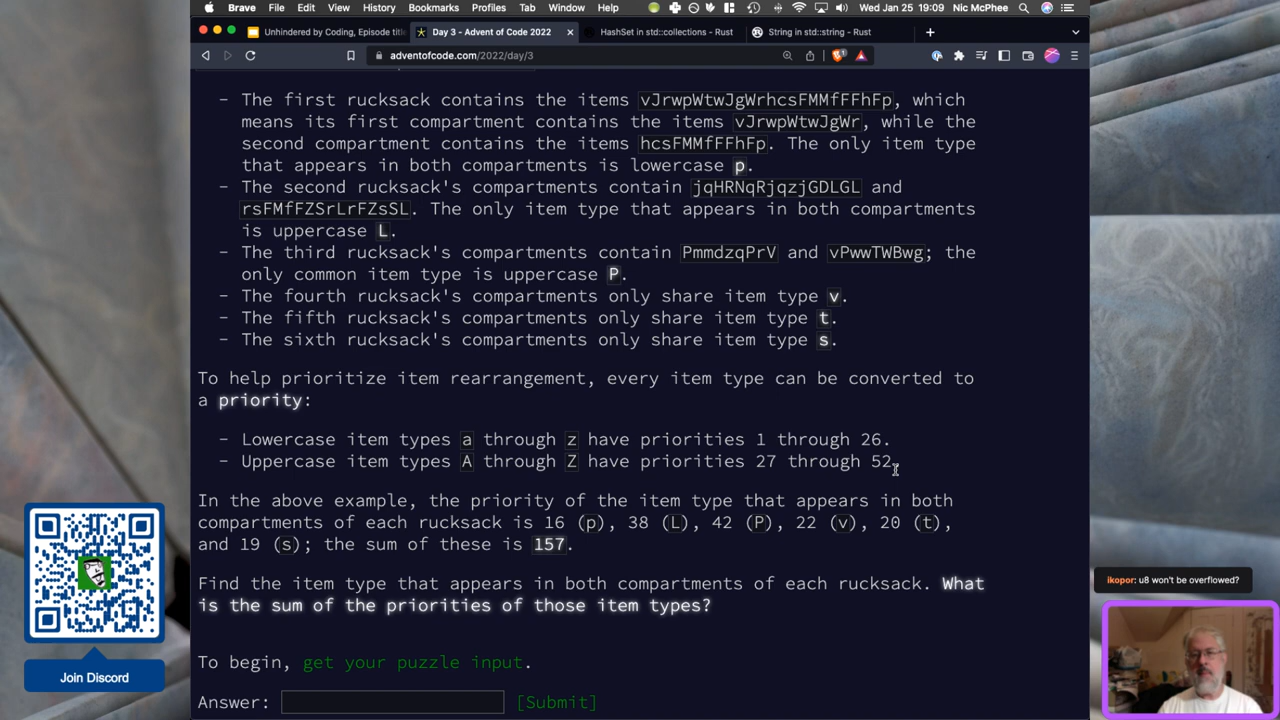 Brave File Edit View History Bookmarks Profiles Tab Window Help Wed Jan 25 19:09 Nic McPhee
Unhindered by Coding, Episode titl
Day 3 - Advent of Code 2022
HashSet in std::collections - Rust
String in std::string - Rust
adventofcode.com/2022/day/3
- The first rucksack contains the items vJrwpWtwJgWrhcsFMMfFFhFp, which
means its first compartment contains the items vJrwpWtwJgWr, while the
second compartment contains the items hcsFMMfFFhFp. The only item type
that appears in both compartments is lowercase p.
- The second rucksack's compartments contain jqHRNqRjqzjGDLGL and
rsFMfFZSrLrFZsSL. The only item type that appears in both compartments
is uppercase L.
- The third rucksack's compartments contain PmmdzqPrV and vPwwTWBwg; the
only common item type is uppercase P.
- The fourth rucksack's compartments only share item type v.
- The fifth rucksack's compartments only share item type t.
- The sixth rucksack's compartments only share item type s.
To help prioritize item rearrangement, every item type can be converted to
a priority:
- Lowercase item types a through z have priorities 1 through 26.
- Uppercase item types A through Z have priorities 27 through 52.
In the above example, the priority of the item type that appears in both
compartments of each rucksack is 16 (p), 38 (L), 42 (P), 22 (v), 20 (t),
and 19 (s); the sum of these is 157.
Find the item type that appears in both compartments of each rucksack. What
is the sum of the priorities of those item types?
To begin, get your puzzle input.
Answer: [Submit]
Join Discord
ikopor: u8 won't be overflowed?